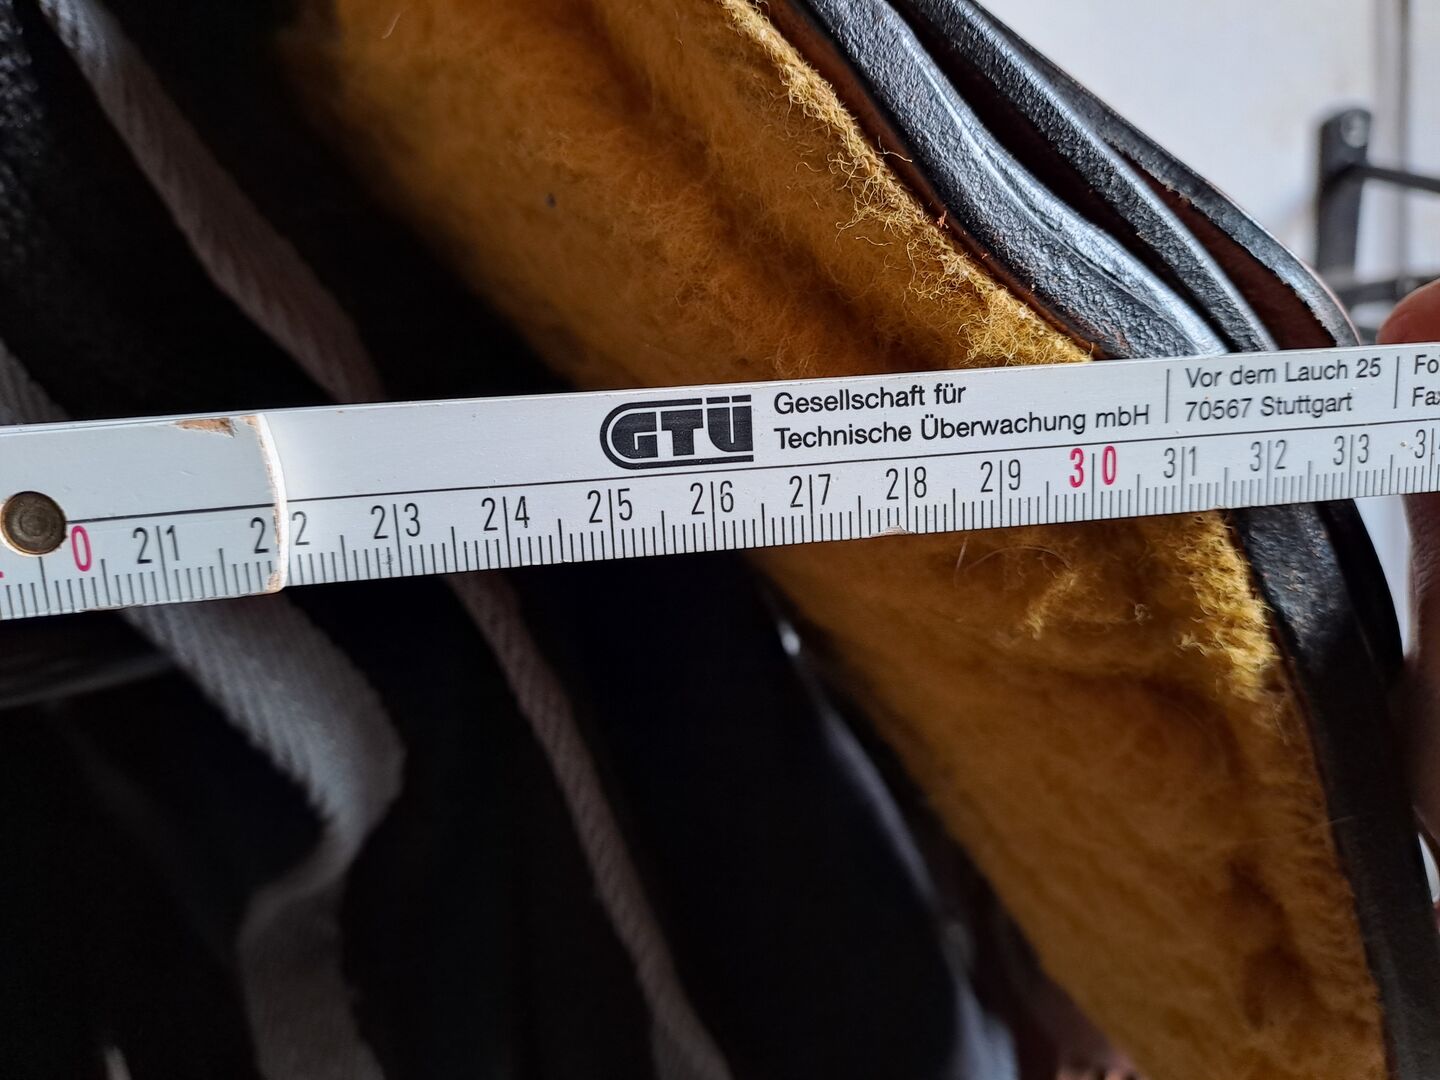 GTÜ
Gesellschaft für
Technische Überwachung mbH
Vor dem Lauch 25
70567 Stuttgart
0 21 22 23 24 25 26 27 28 29 30 31 32 33